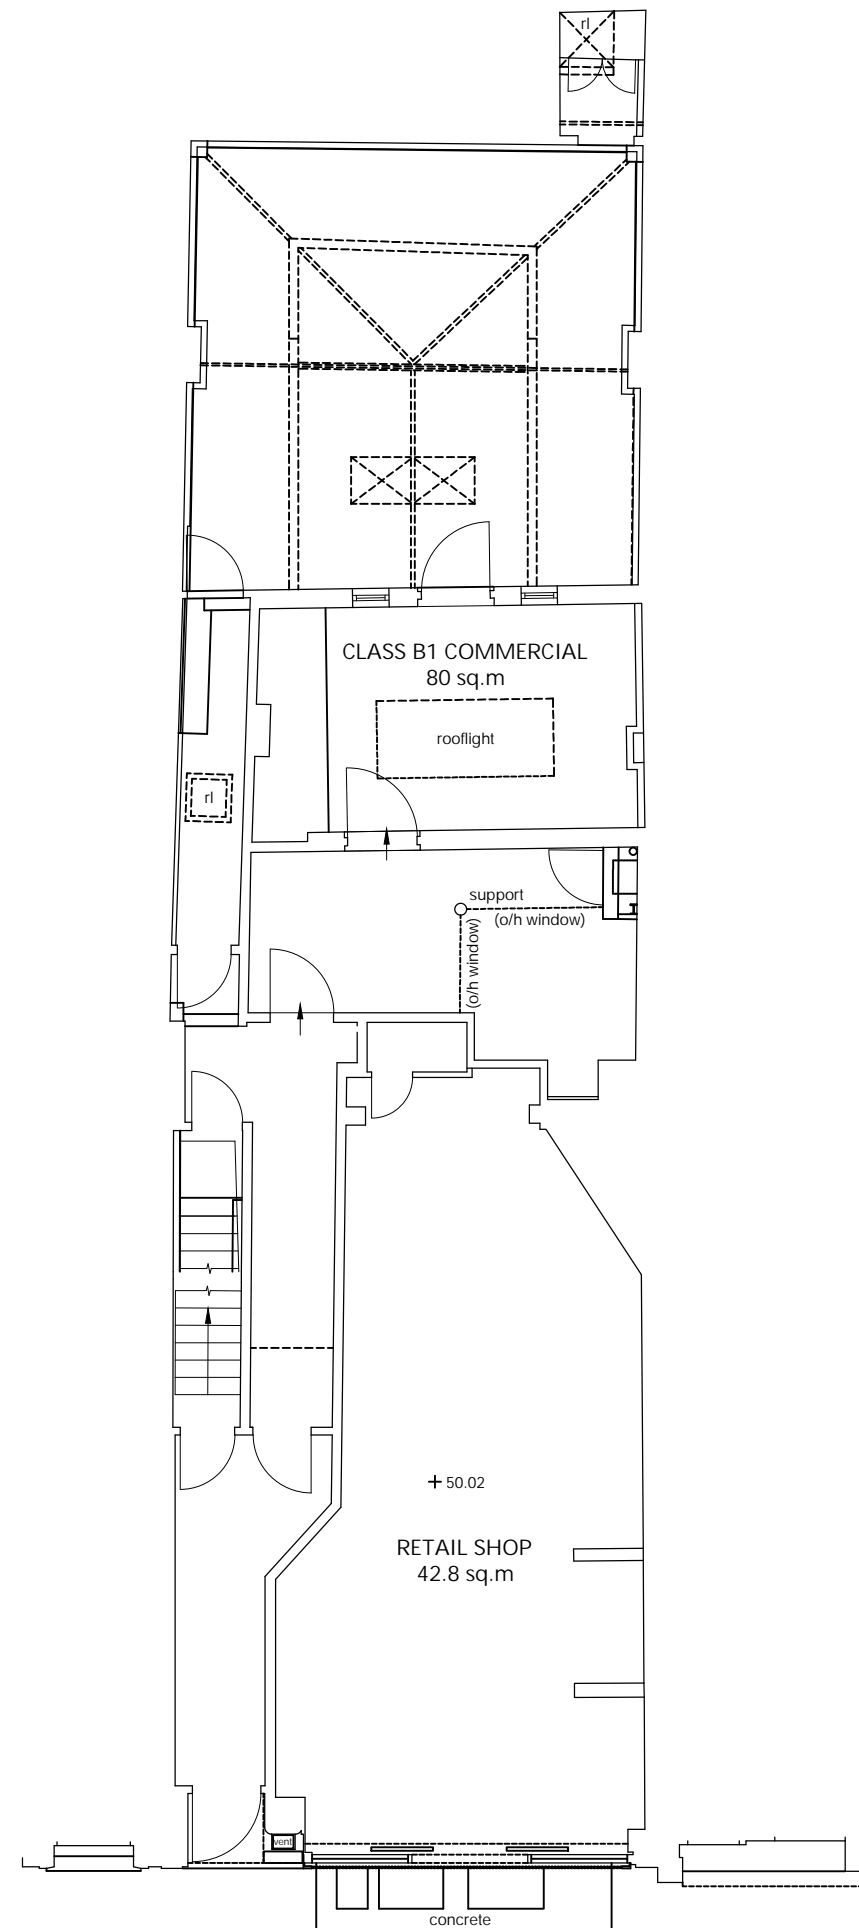 rl
CLASS B1 COMMERCIAL
80 sq.m
rooflight
rl
support
(o/h window)
(o/h window)
50.02
RETAIL SHOP
42.8 sq.m
vent
concrete